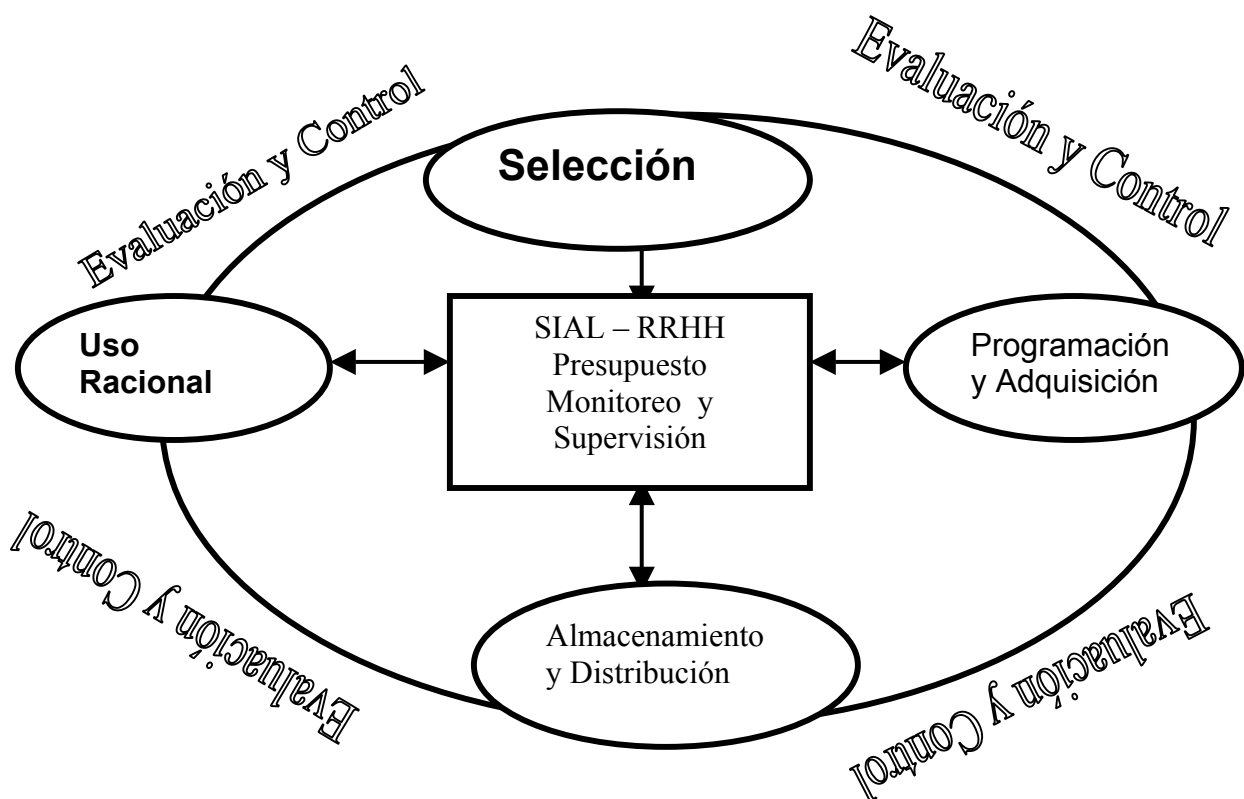 Evaluación y Control
Evaluación y Control
Selección
Uso
Racional
SIAL – RRHH
Presupuesto
Monitoreo y
Supervisión
Programación
y Adquisición
Almacenamiento
y Distribución
Evaluación y Control
Evaluación y Control